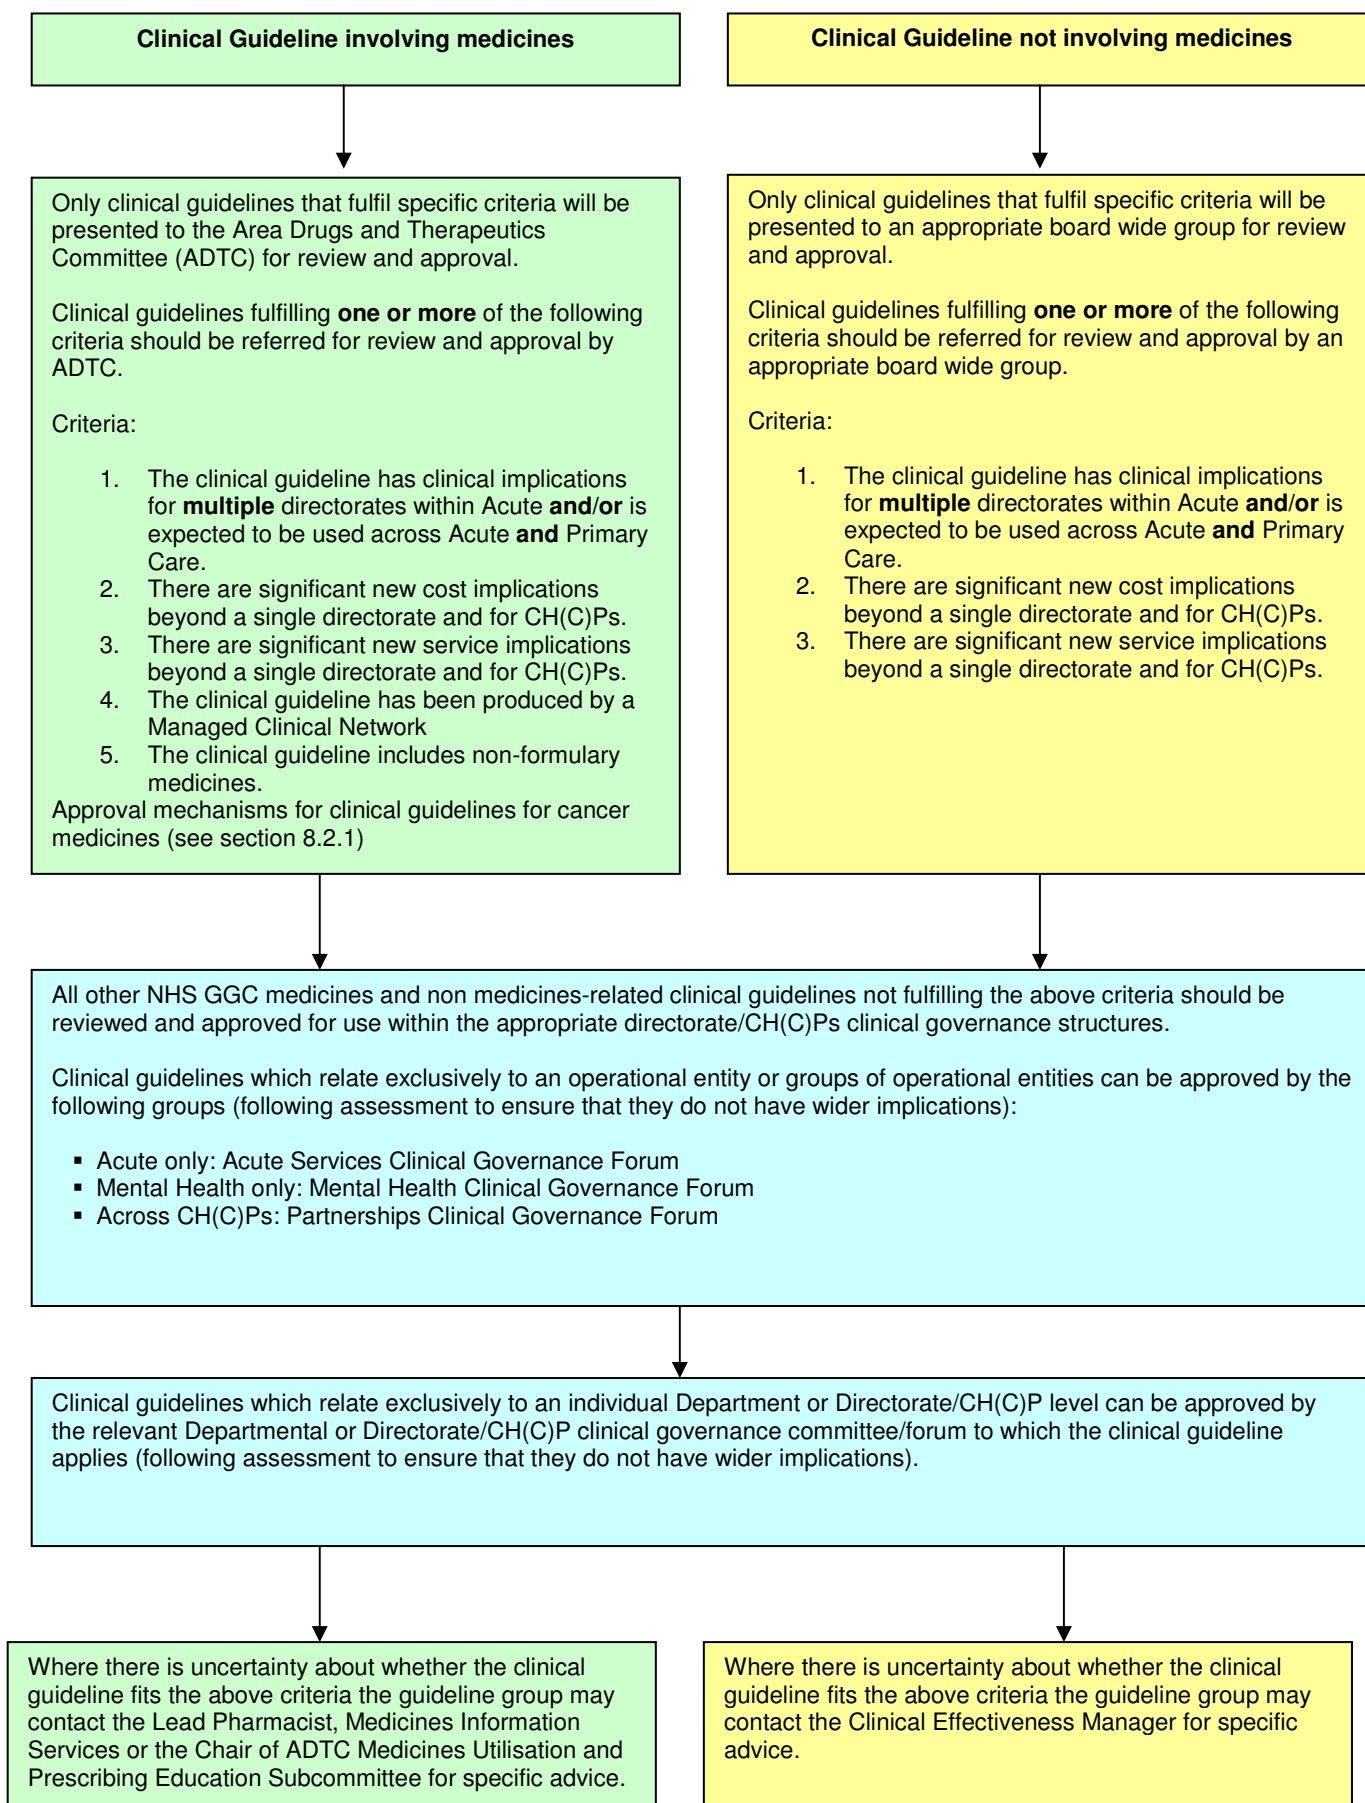 Clinical Guideline involving medicines
Clinical Guideline not involving medicines
Only clinical guidelines that fulfil specific criteria will be
presented to the Area Drugs and Therapeutics
Committee (ADTC) for review and approval.
Clinical guidelines fulfilling one or more of the following
criteria should be referred for review and approval by
ADTC.
Criteria:
1. The clinical guideline has clinical implications
for multiple directorates within Acute and/or is
expected to be used across Acute and Primary
Care.
2. There are significant new cost implications
beyond a single directorate and for CH(C)Ps.
3. There are significant new service implications
beyond a single directorate and for CH(C)Ps.
4. The clinical guideline has been produced by a
Managed Clinical Network
5. The clinical guideline includes non-formulary
medicines.
Approval mechanisms for clinical guidelines for cancer
medicines (see section 8.2.1)
Only clinical guidelines that fulfil specific criteria will be
presented to an appropriate board wide group for review
and approval.
Clinical guidelines fulfilling one or more of the following
criteria should be referred for review and approval by an
appropriate board wide group.
Criteria:
1. The clinical guideline has clinical implications
for multiple directorates within Acute and/or is
expected to be used across Acute and Primary
Care.
2. There are significant new cost implications
beyond a single directorate and for CH(C)Ps.
3. There are significant new service implications
beyond a single directorate and for CH(C)Ps.
All other NHS GGC medicines and non medicines-related clinical guidelines not fulfilling the above criteria should be
reviewed and approved for use within the appropriate directorate/CH(C)Ps clinical governance structures.
Clinical guidelines which relate exclusively to an operational entity or groups of operational entities can be approved by the
following groups (following assessment to ensure that they do not have wider implications):
▪ Acute only: Acute Services Clinical Governance Forum
▪ Mental Health only: Mental Health Clinical Governance Forum
▪ Across CH(C)Ps: Partnerships Clinical Governance Forum
Clinical guidelines which relate exclusively to an individual Department or Directorate/CH(C)P level can be approved by
the relevant Departmental or Directorate/CH(C)P clinical governance committee/forum to which the clinical guideline
applies (following assessment to ensure that they do not have wider implications).
Where there is uncertainty about whether the clinical
guideline fits the above criteria the guideline group may
contact the Lead Pharmacist, Medicines Information
Services or the Chair of ADTC Medicines Utilisation and
Prescribing Education Subcommittee for specific advice.
Where there is uncertainty about whether the clinical
guideline fits the above criteria the guideline group may
contact the Clinical Effectiveness Manager for specific
advice.